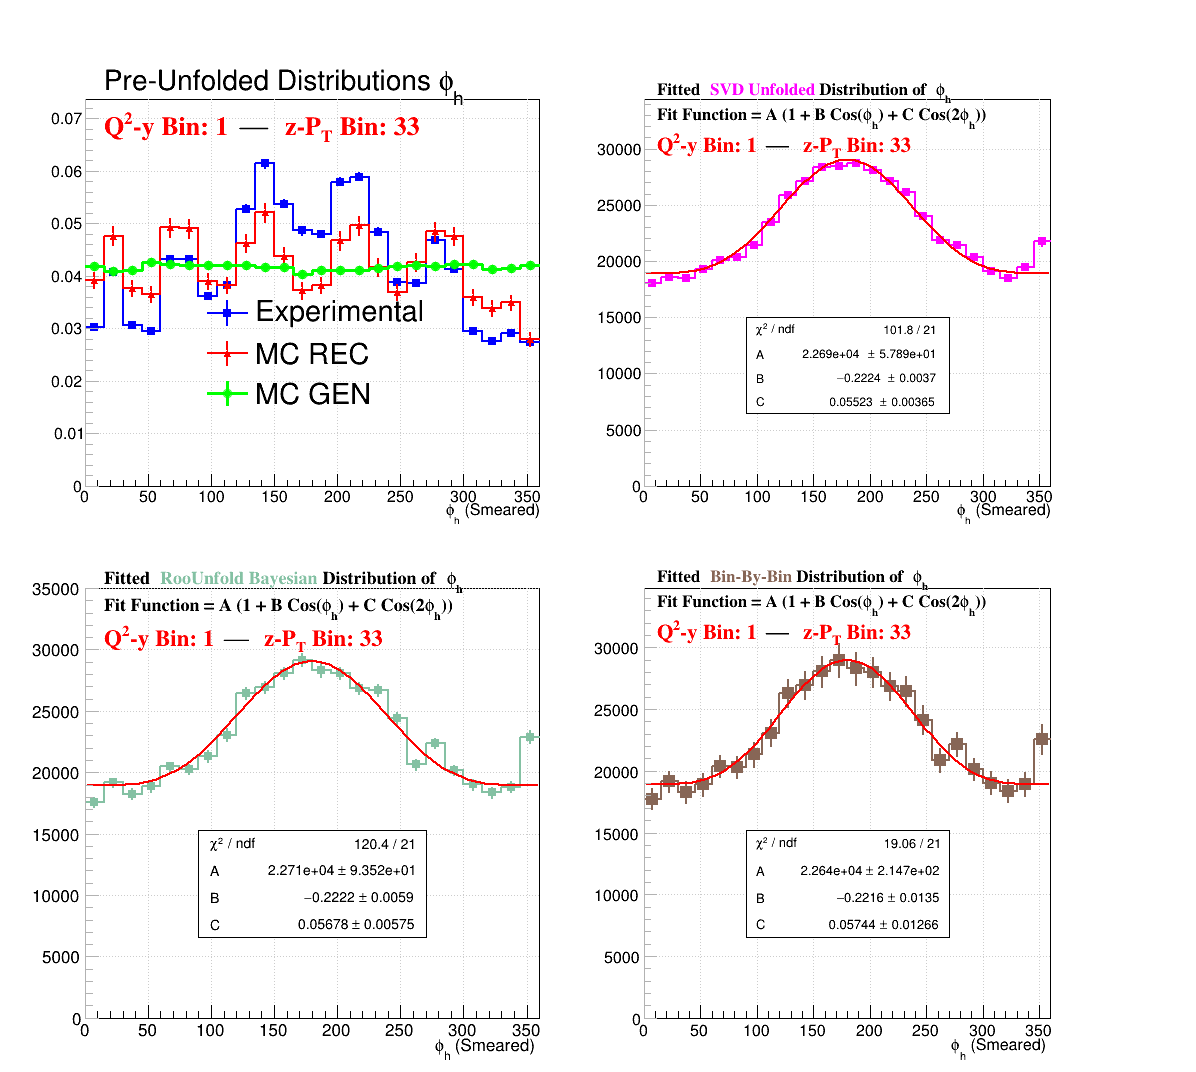 Pre-Unfolded Distributions ϕh
Q²-y Bin: 1 — z-PT Bin: 33
0.07
0.06
0.05
0.04
0.03
0.02
0.01
0
Experimental
MC REC
MC GEN
0 50 100 150 200 250 300 350
ϕh (Smeared)
Fitted SVD Unfolded Distribution of ϕh
Fit Function = A (1 + B Cos(ϕh) + C Cos(2ϕh))
Q²-y Bin: 1 — z-PT Bin: 33
30000
25000
20000
15000
10000
5000
0
χ² / ndf 101.8 / 21
A 2.269e+04 ± 5.789e+01
B −0.2224 ± 0.0037
C 0.05523 ± 0.00365
0 50 100 150 200 250 300 350
ϕh (Smeared)
Fitted RooUnfold Bayesian Distribution of ϕh
Fit Function = A (1 + B Cos(ϕh) + C Cos(2ϕh))
Q²-y Bin: 1 — z-PT Bin: 33
35000
30000
25000
20000
15000
10000
5000
0
χ² / ndf 120.4 / 21
A 2.271e+04 ± 9.352e+01
B −0.2222 ± 0.0059
C 0.05678 ± 0.00575
0 50 100 150 200 250 300 350
ϕh (Smeared)
Fitted Bin-By-Bin Distribution of ϕh
Fit Function = A (1 + B Cos(ϕh) + C Cos(2ϕh))
Q²-y Bin: 1 — z-PT Bin: 33
30000
25000
20000
15000
10000
5000
0
χ² / ndf 19.06 / 21
A 2.264e+04 ± 2.147e+02
B −0.2216 ± 0.0135
C 0.05744 ± 0.01266
0 50 100 150 200 250 300 350
ϕh (Smeared)